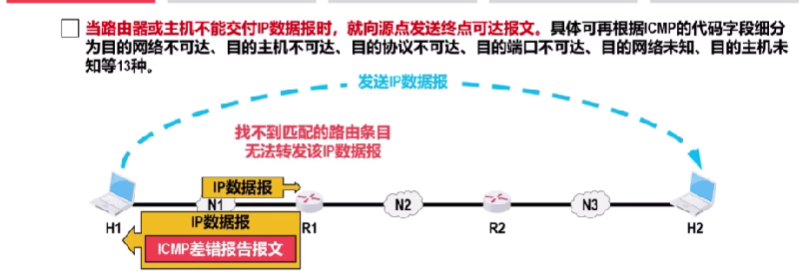 当路由器或主机不能交付IP数据报时，就向源点发送终点可达报文。具体可再根据ICMP的代码字段细分
为目的网络不可达、目的主机不可达、目的协议不可达、目的端口不可达、目的网络未知、目的主机未
知等13种。
发送IP数据报
找不到匹配的路由条目
无法转发该IP数据报
IP数据报
N1
N2
N3
H1
R1
R2
H2
IP数据报
ICMP差错报告报文